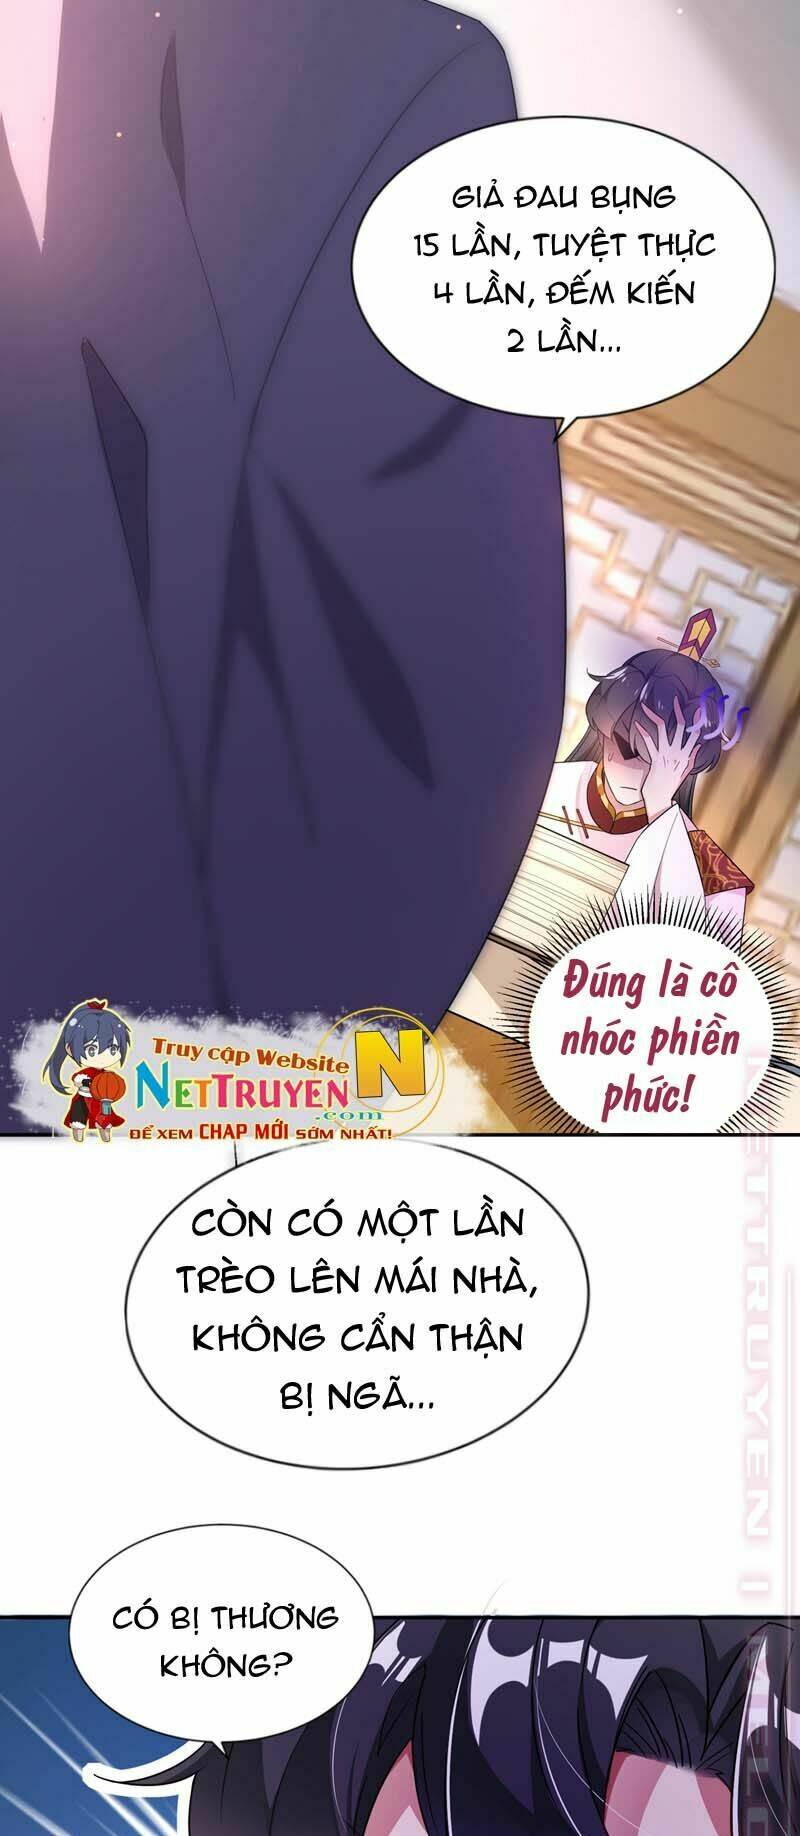 GIẢ ĐAU BỤNG
15 LẦN, TUYỆT THỰC
4 LẦN, ĐẾM KIẾN
2 LẦN...
Đúng là cô
nhóc phiền
phức!
Truy cập Website
NETTRUYEN
.com
N
ĐỂ XEM CHAP MỚI SỚM NHẤT!
CÒN CÓ MỘT LẦN
TRÈO LÊN MÁI NHÀ,
KHÔNG CẨN THẬN
BỊ NGÃ...
CÓ BỊ THƯƠNG
KHÔNG?
NETTRUYEN